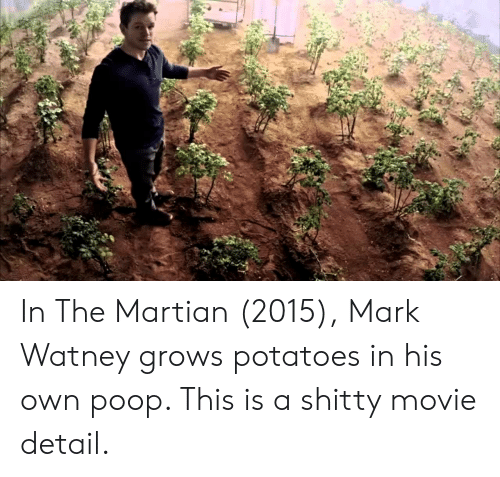 In The Martian (2015), Mark
Watney grows potatoes in his
own poop. This is a shitty movie
detail.